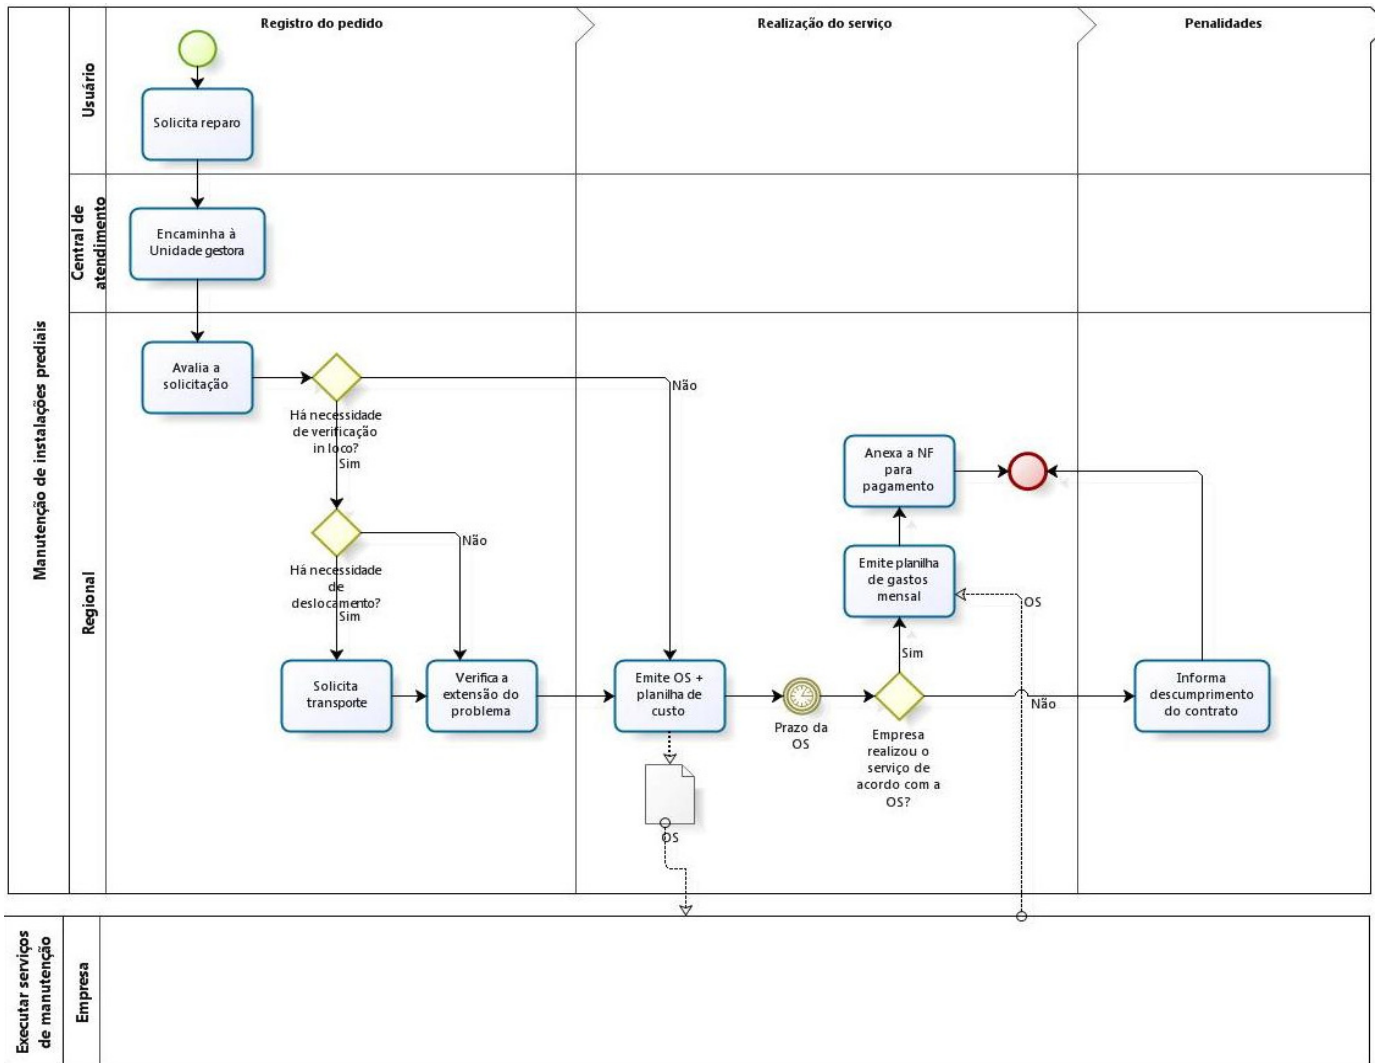 Registro do pedido
Realização do serviço
Penalidades
Manutenção de instalações prediais
Usuário
Solicita reparo
Central de
atendimento
Encaminha à
Unidade gestora
Regional
Avalia a
solicitação
Há necessidade
de verificação
in loco?
Não
Sim
Há necessidade
de
deslocamento?
Não
Sim
Solicita
transporte
Verifica a
extensão do
problema
Emite OS +
planilha de
custo
OS
Prazo da
OS
Empresa
realizou o
serviço de
acordo com a
OS?
Sim
Não
Emite planilha
de gastos
mensal
OS
Anexa a NF
para
pagamento
Informa
descumprimento
do contrato
Executar serviços
de manutenção
Empresa